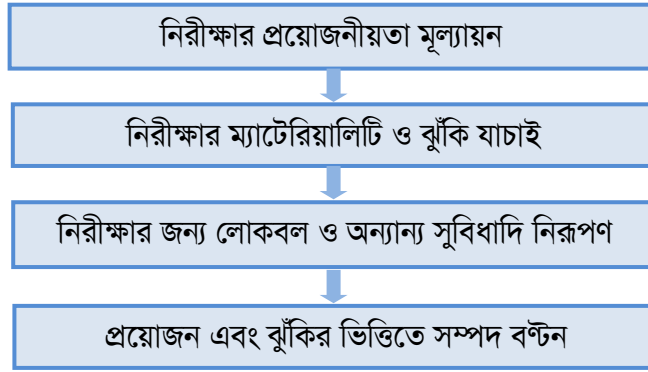 নিরীক্ষার প্রয়োজনীয়তা মূল্যায়ন
নিরীক্ষার ম্যাটেরিয়ালিটি ও ঝুঁকি যাচাই
নিরীক্ষার জন্য লোকবল ও অন্যান্য সুবিধাদি নিরূপণ
প্রয়োজন এবং ঝুঁকির ভিত্তিতে সম্পদ বণ্টন